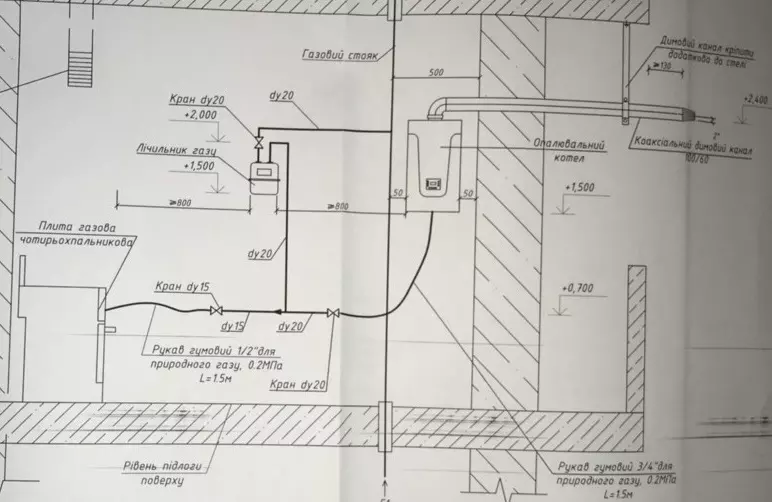 Газовий стояк
Димовий канал кріпити
додатково до стелі
≥130
500
Кран dy20
dy20
+2,000
+2,400
2°
Лічильник газу
+1,500
Опалювальний
котел
Коаксіальний димовий канал
100/60
50
50
+1,500
≥800
≥800
Плита газова
чотирьохпальникова
dy20
Кран dy15
+0,700
dy15
dy20
Рукав гумовий 1/2"для
природного газу, 0.2МПа
L=1.5м
Кран dy20
Рівень підлоги
поверху
Рукав гумовий 3/4"для
природного газу, 0.2МПа
L=1.5м